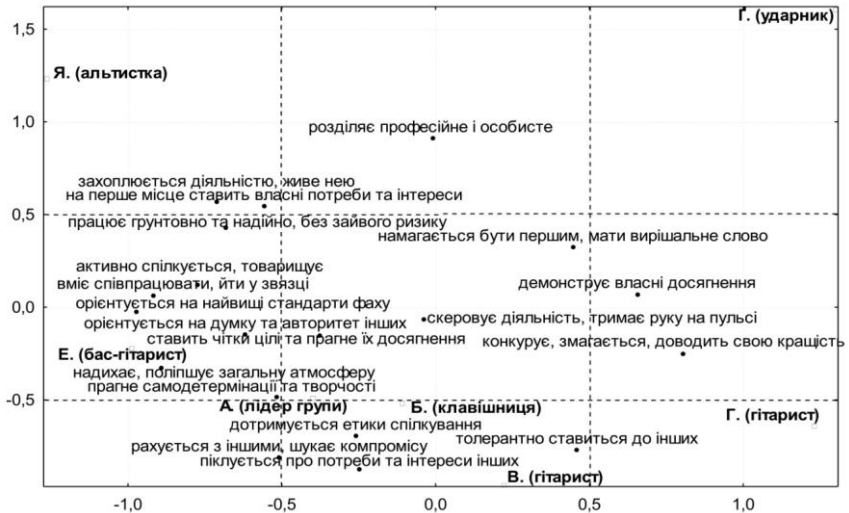 1,5
Ґ. (ударник)
Я. (альтистка)
1,0
розділяє професійне і особисте
захоплюється діяльністю, живе нею
на перше місце ставить власні потреби та інтереси
0,5
працює грунтовно та надійно, без зайвого ризику
намагається бути першим, мати вирішальне слово
активно спілкується, товаришує
вміє співпрацювати, йти у звязці
демонструє власні досягнення
орієнтується на найвищі стандарти фаху
0,0
орієнтується на думку та авторитет інших
скеровує діяльність, тримає руку на пульсі
ставить чіткі цілі та прагне їх досягнення
конкурує, змагається, доводить свою кращість
Е. (бас-гітарист)
надихає, поліпшує загальну атмосферу
прагне самодетермінації та творчості
-0,5
А. (лідер групи)
Б. (клавішниця)
Г. (гітарист)
дотримується етики спілкування
рахується з іншими, шукає компромісу
толерантно ставиться до інших
піклується про потреби та інтереси інших
В. (гітарист)
-1,0
-0,5
0,0
0,5
1,0